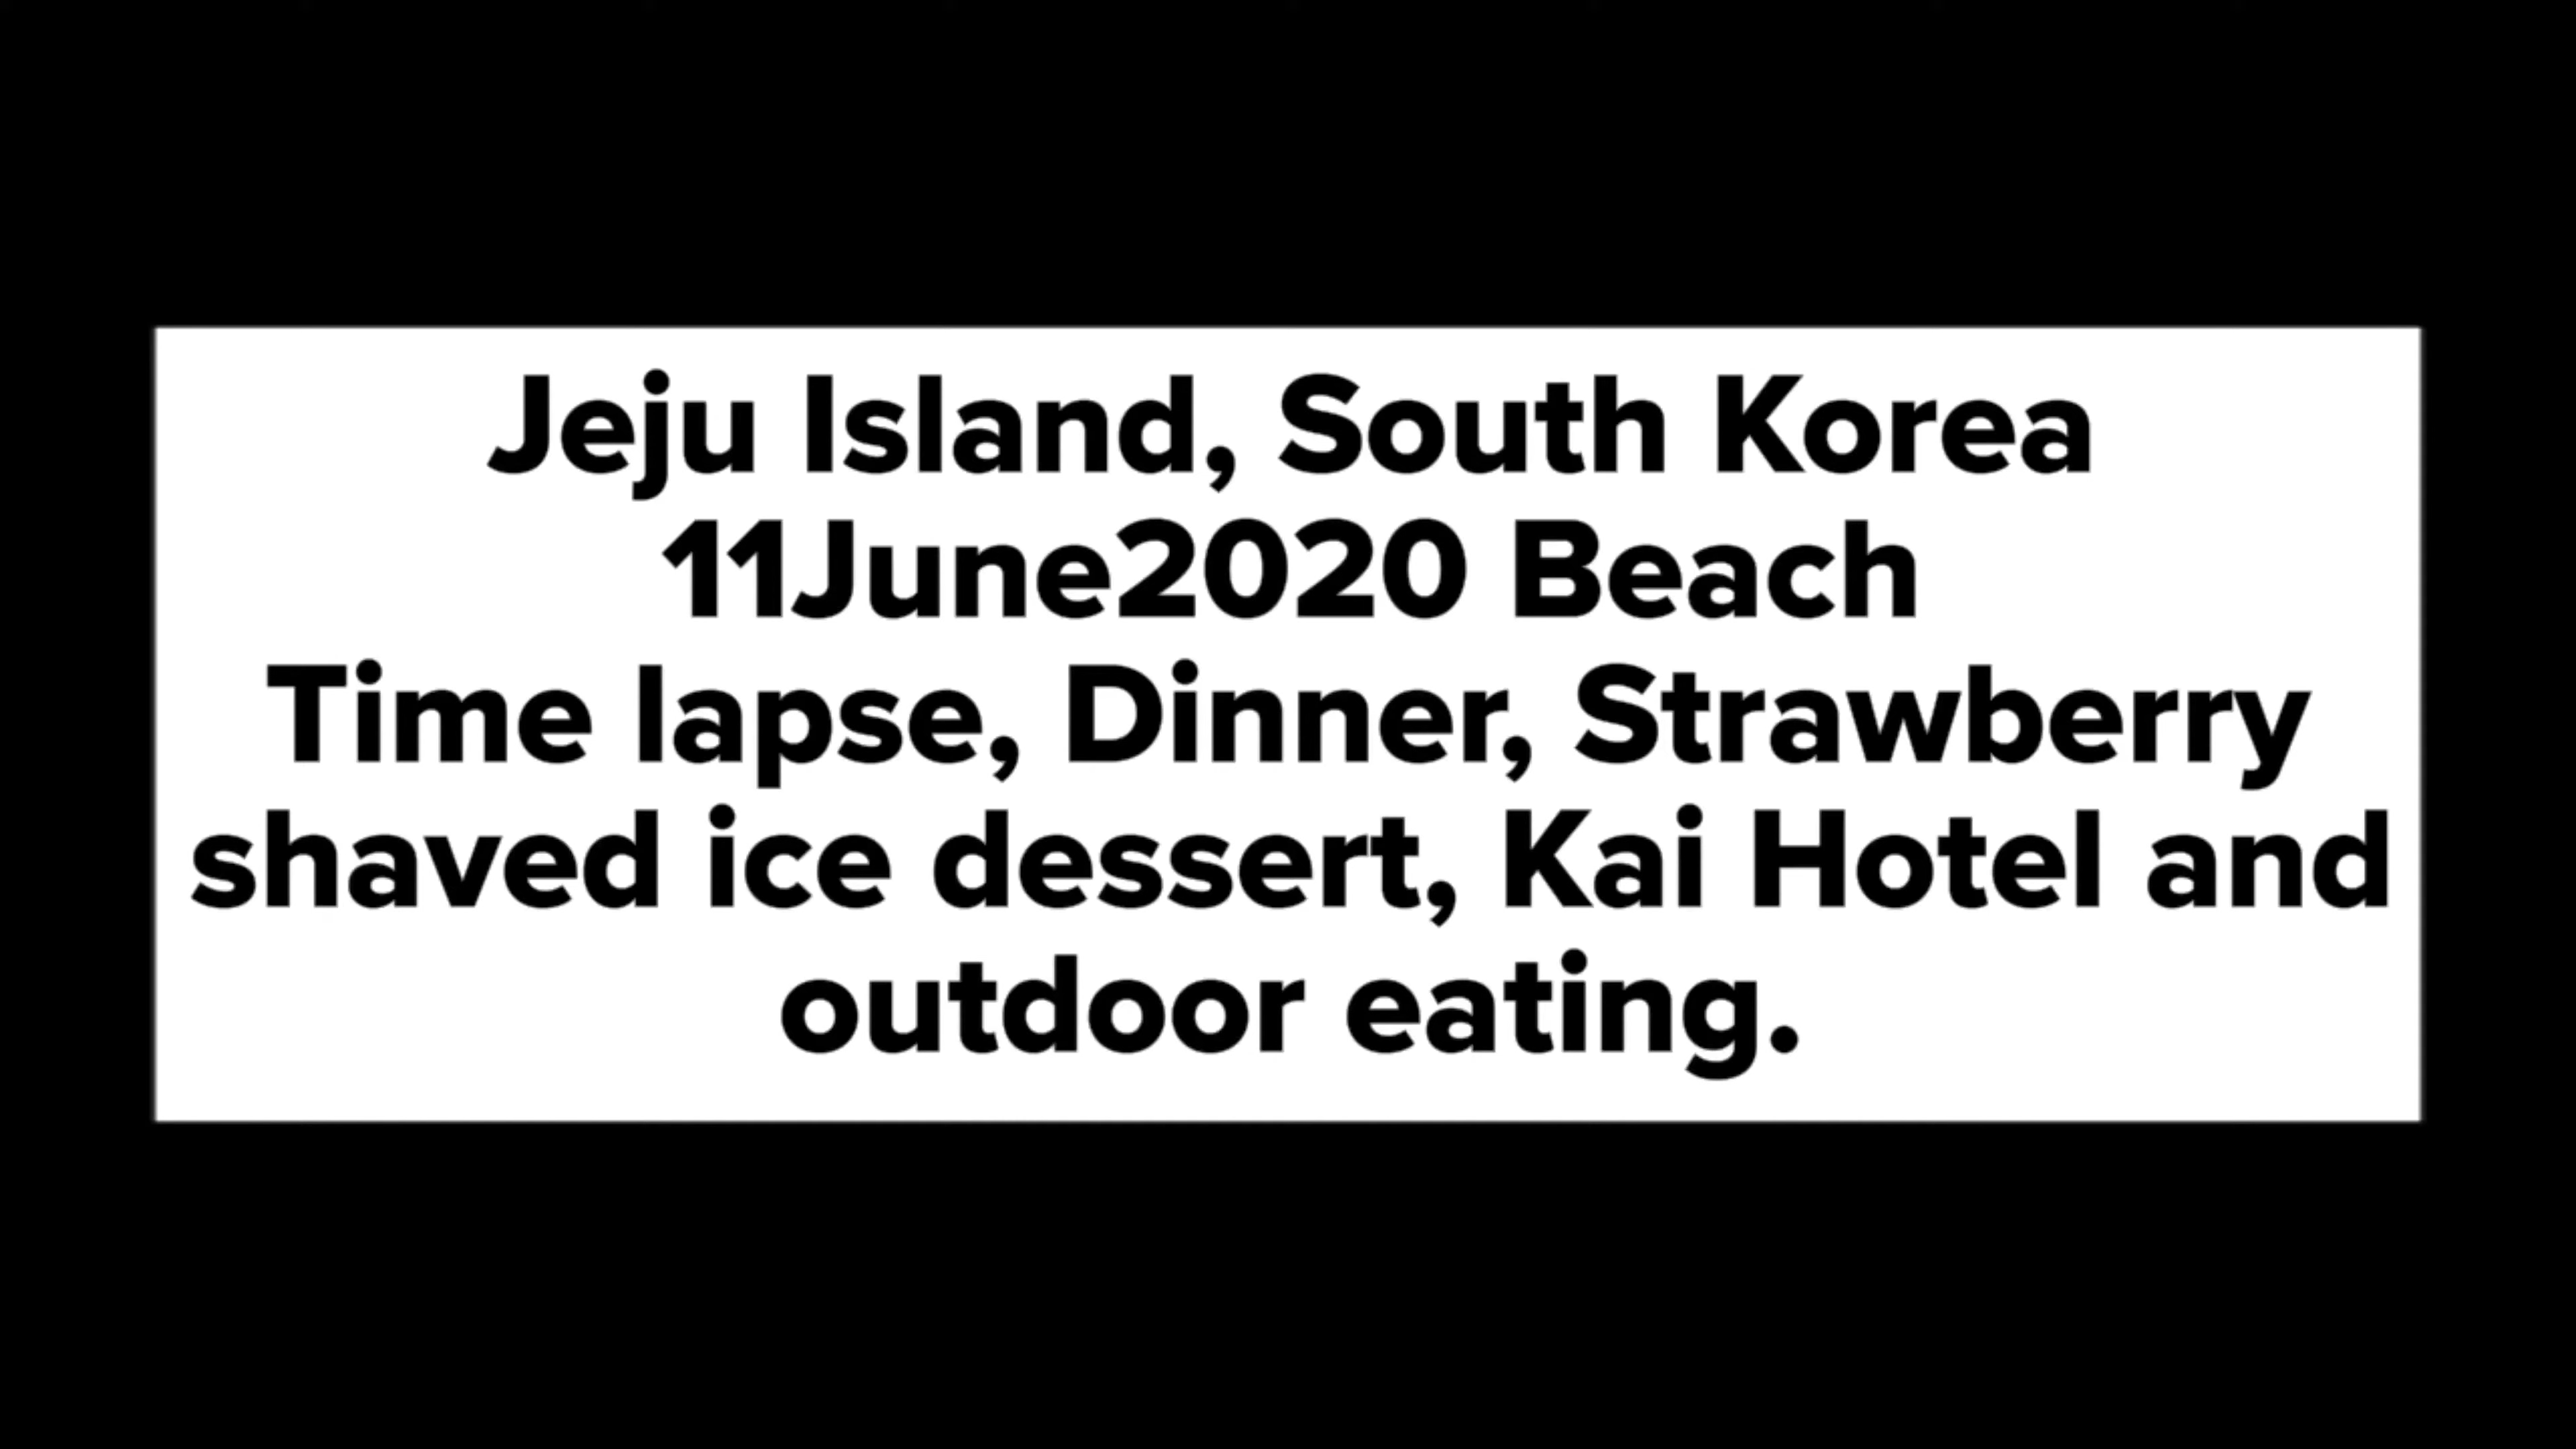 Jeju Island, South Korea
11June2020 Beach
Time lapse, Dinner, Strawberry
shaved ice dessert, Kai Hotel and
outdoor eating.